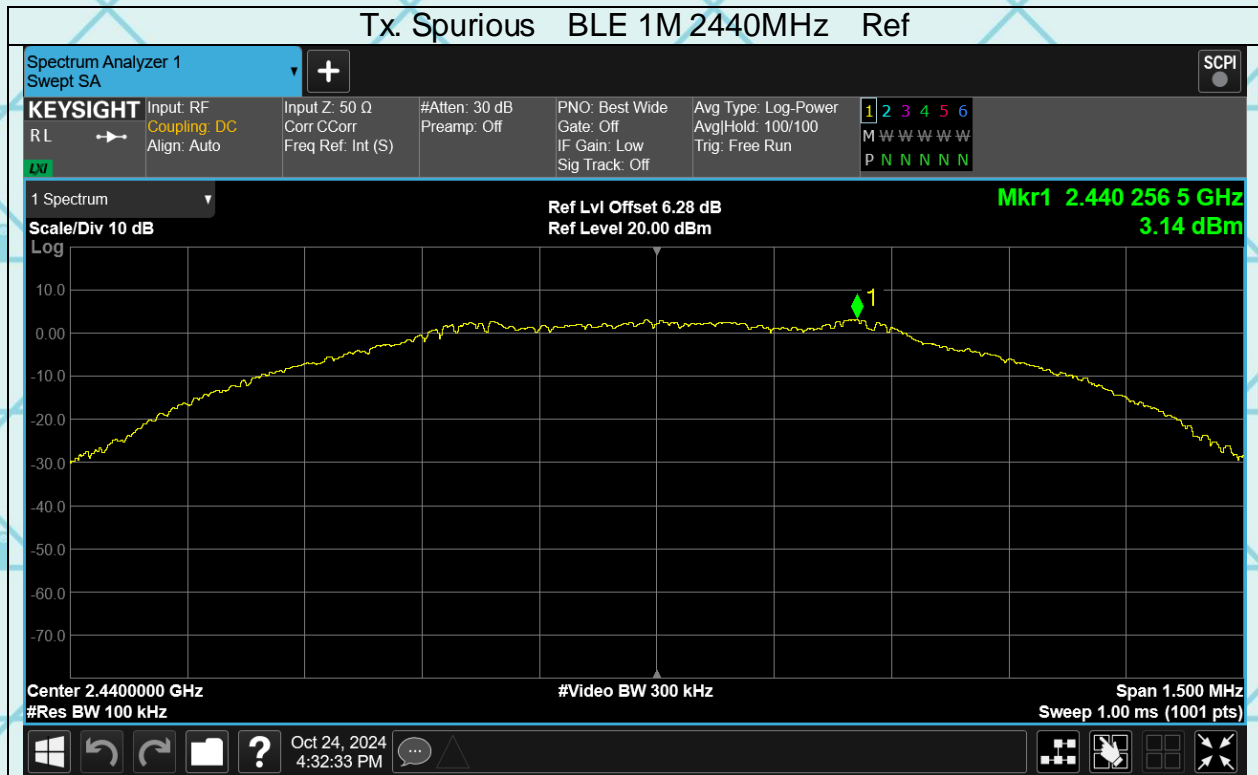 Tx. Spurious BLE 1M 2440MHz Ref
Spectrum Analyzer 1
Swept SA
+
SCPI
KEYSIGHT
R L
LXI
Input: RF
Coupling: DC
Align: Auto
Input Z: 50 Ω
Corr CCorr
Freq Ref: Int (S)
#Atten: 30 dB
Preamp: Off
PNO: Best Wide
Gate: Off
IF Gain: Low
Sig Track: Off
Avg Type: Log-Power
Avg|Hold: 100/100
Trig: Free Run
1 2 3 4 5 6
M W W W W W
P N N N N N
1 Spectrum
Scale/Div 10 dB
Log
Ref Lvl Offset 6.28 dB
Ref Level 20.00 dBm
Mkr1 2.440 256 5 GHz
3.14 dBm
1
10.0
0.00
-10.0
-20.0
-30.0
-40.0
-50.0
-60.0
-70.0
Center 2.4400000 GHz
#Res BW 100 kHz
#Video BW 300 kHz
Span 1.500 MHz
Sweep 1.00 ms (1001 pts)
?
Oct 24, 2024
4:32:33 PM